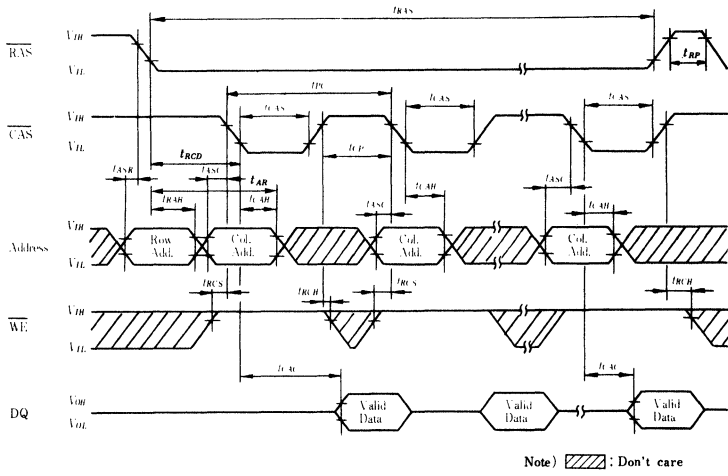 tRAS
VIH
RAS
VIL
tRP
tPC
VIH
tCAS
tCAS
tCAS
CAS
VIL
tRCD
tCP
tASR
tASC
tAR
tRAH
tCAH
tASC
tCAH
tASC
tCAH
VIH
Address
Row Add.
Col. Add.
Col. Add.
Col. Add.
VIL
tRCS
tRCH
tRCS
tRCH
VIH
WE
VIL
tCAC
tCAC
VOH
DQ
Valid Data
Valid Data
Valid Data
VOL
Note) : Don't care